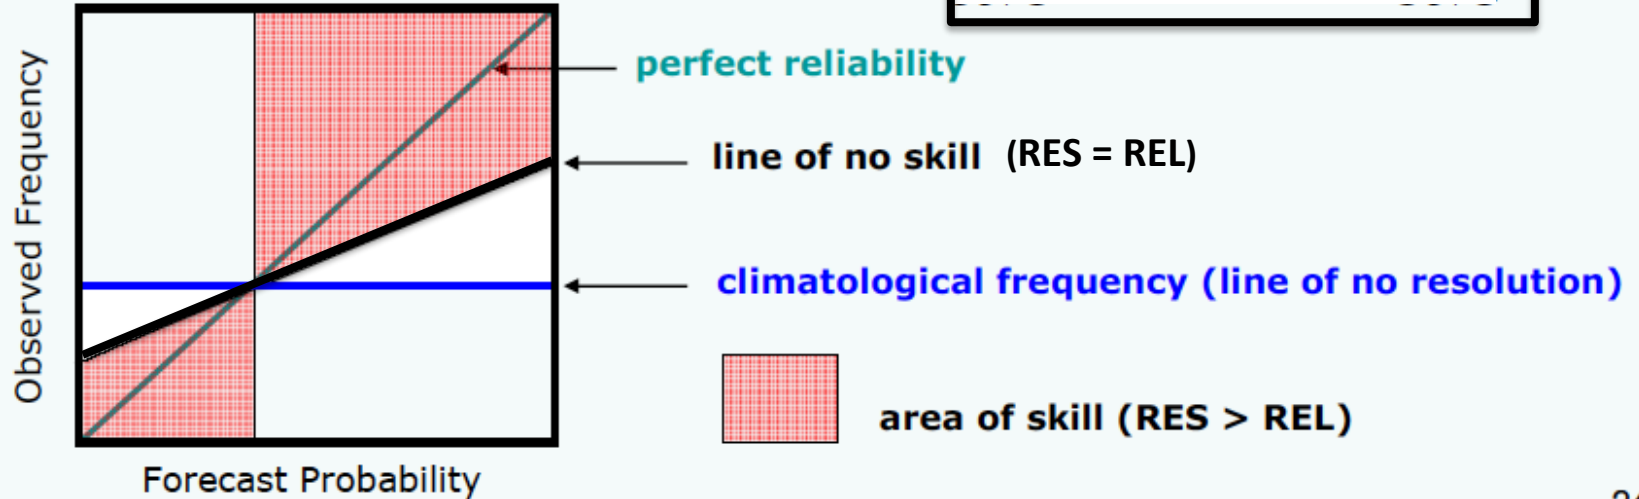 Observed Frequency
perfect reliability
line of no skill (RES = REL)
climatological frequency (line of no resolution)
area of skill (RES > REL)
Forecast Probability